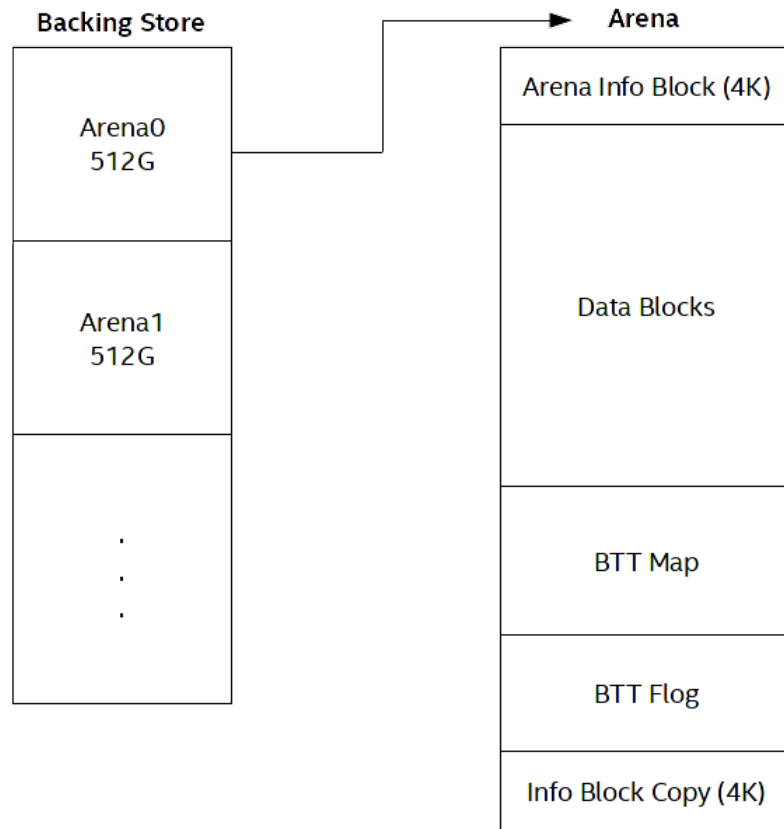 Backing Store
Arena0
512G
Arena1
512G
.
.
.
Arena
Arena Info Block (4K)
Data Blocks
BTT Map
BTT Flog
Info Block Copy (4K)